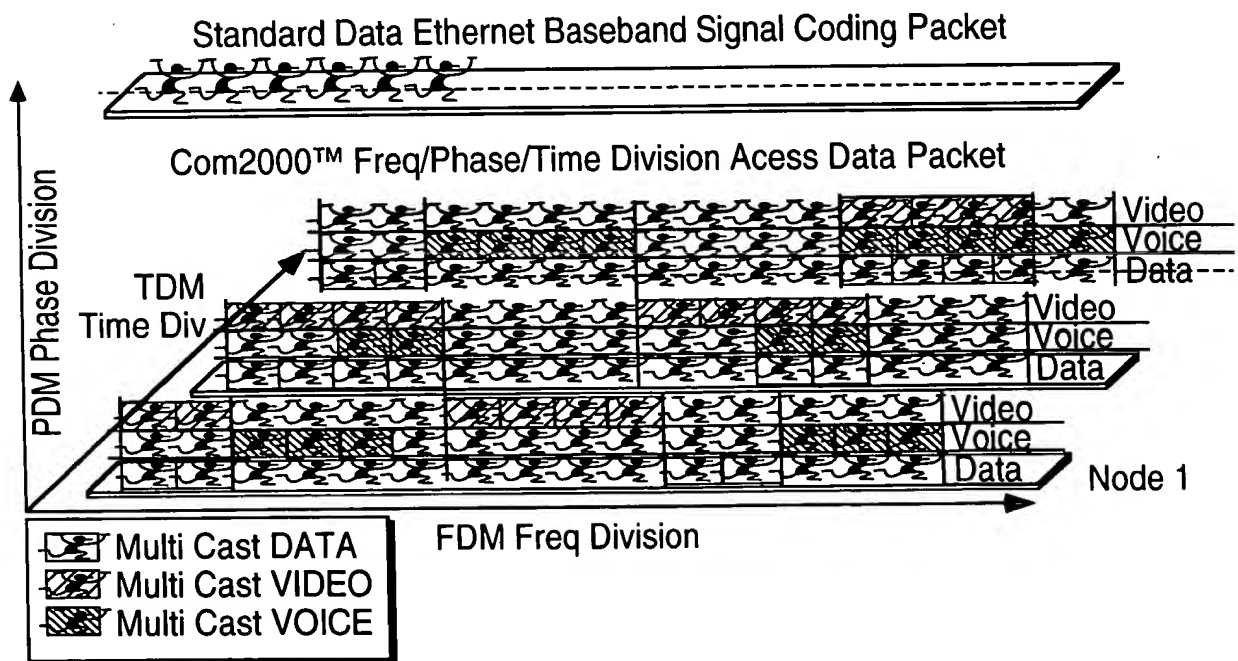 Standard Data Ethernet Baseband Signal Coding Packet
Com2000™ Freq/Phase/Time Division Acess Data Packet
PDM Phase Division
TDM
Time Div
Video
Voice
Data
Video
Voice
Data
Video
Voice
Data
Node 1
FDM Freq Division
Multi Cast DATA
Multi Cast VIDEO
Multi Cast VOICE